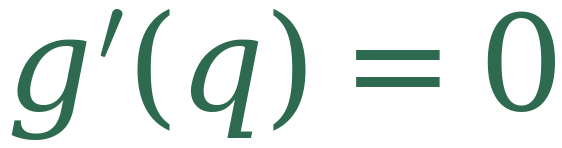 g′(q) = 0